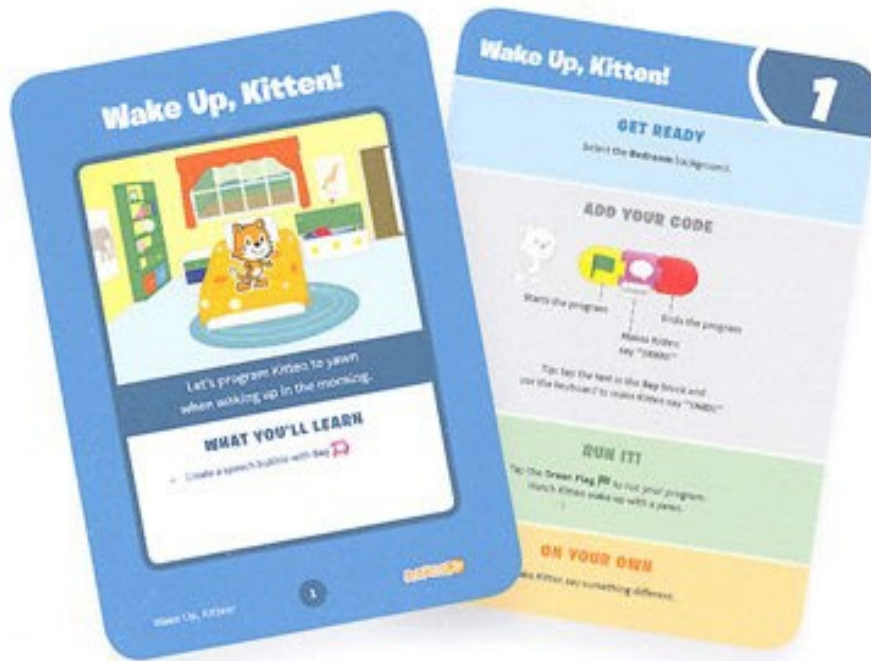 Wake Up, Kitten!
Let's program Kitten to yawn
when waking up in the morning.
WHAT YOU'LL LEARN
Create a speech bubble with Say
Wake Up, Kitten!
1
Wake Up, Kitten!
1
GET READY
Select the Bedroom background.
ADD YOUR CODE
Starts the program
Ends the program
Makes Kitten
say
Tip: tap the text in the Say block and
use the keyboard to make Kitten say
RUN IT!
Tap the Green Flag to run your program.
Watch Kitten wake up with a yawn.
ON YOUR OWN
Make Kitten say something different.